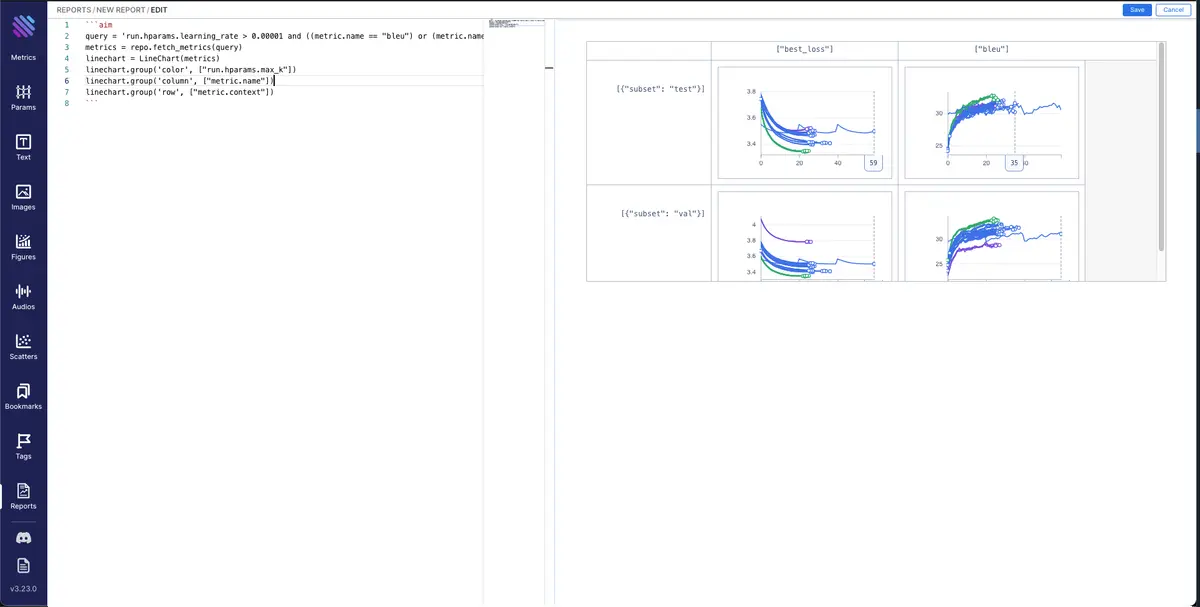 REPORTS / NEW REPORT / EDIT
Save
Cancel
Metrics
Params
Text
Images
Figures
Audios
Scatters
Bookmarks
Tags
Reports
v3.23.0
1 ```aim
2 query = 'run.hparams.learning_rate > 0.00001 and ((metric.name == "bleu") or (metric.name
3 metrics = repo.fetch_metrics(query)
4 linechart = LineChart(metrics)
5 linechart.group('color', ["run.hparams.max_k"])
6 linechart.group('column', ["metric.name"])
7 linechart.group('row', ["metric.context"])
8 ```
["best_loss"]
["bleu"]
[{"subset": "test"}]
3.8
3.6
3.4
0 20 40 59
30
25
0 20 35 40
[{"subset": "val"}]
4
3.8
3.6
3.4
30
25